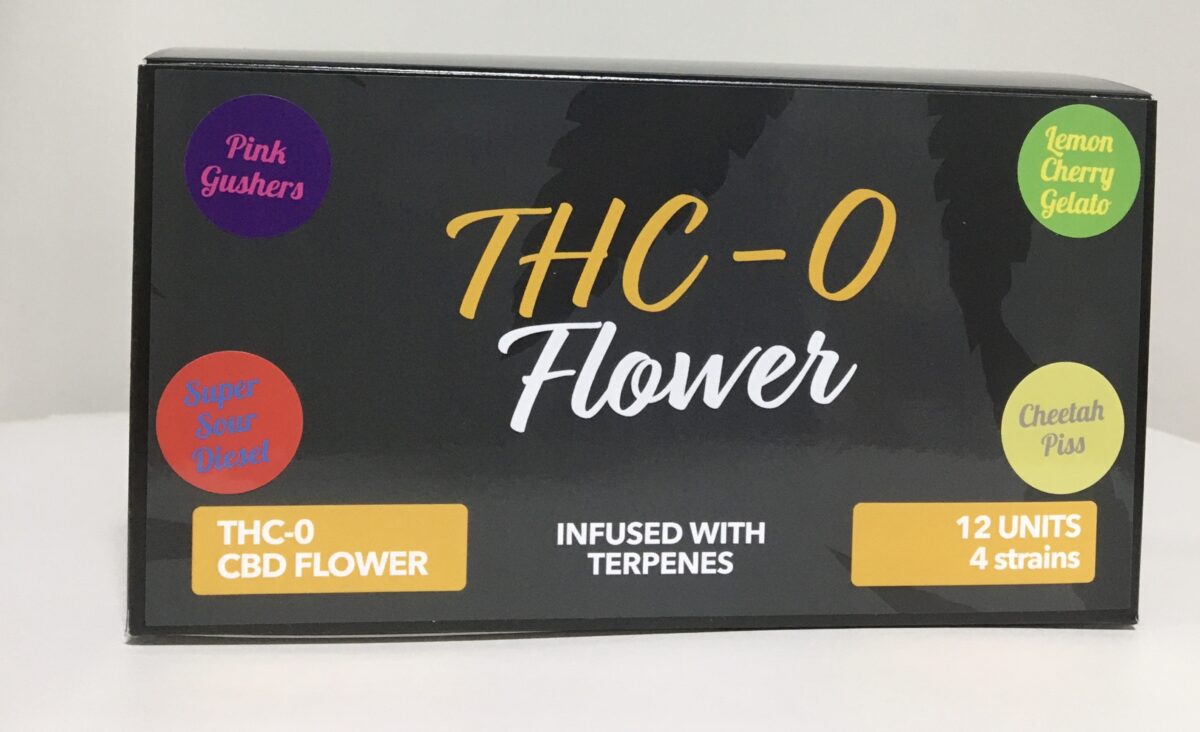 Pink
Gushers
Lemon
Cherry
Gelato
THC-O
Flower
Super
Sour
Diesel
Cheetah
Piss
THC-0
CBD FLOWER
INFUSED WITH
TERPENES
12 UNITS
4 strains